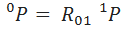 ⁰P = R₀₁ ¹P